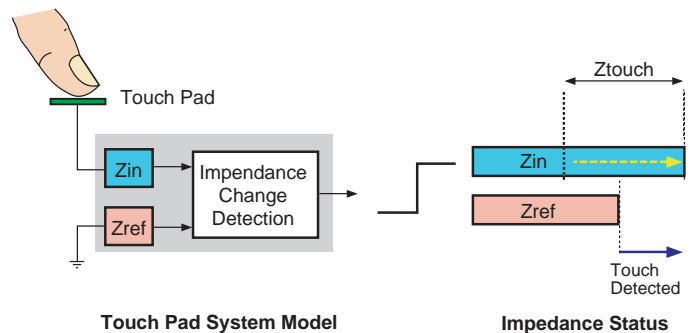 Touch Pad
Zin
Zref
Impendance
Change
Detection
Touch Pad System Model
Ztouch
Zin
Zref
Touch
Detected
Impedance Status